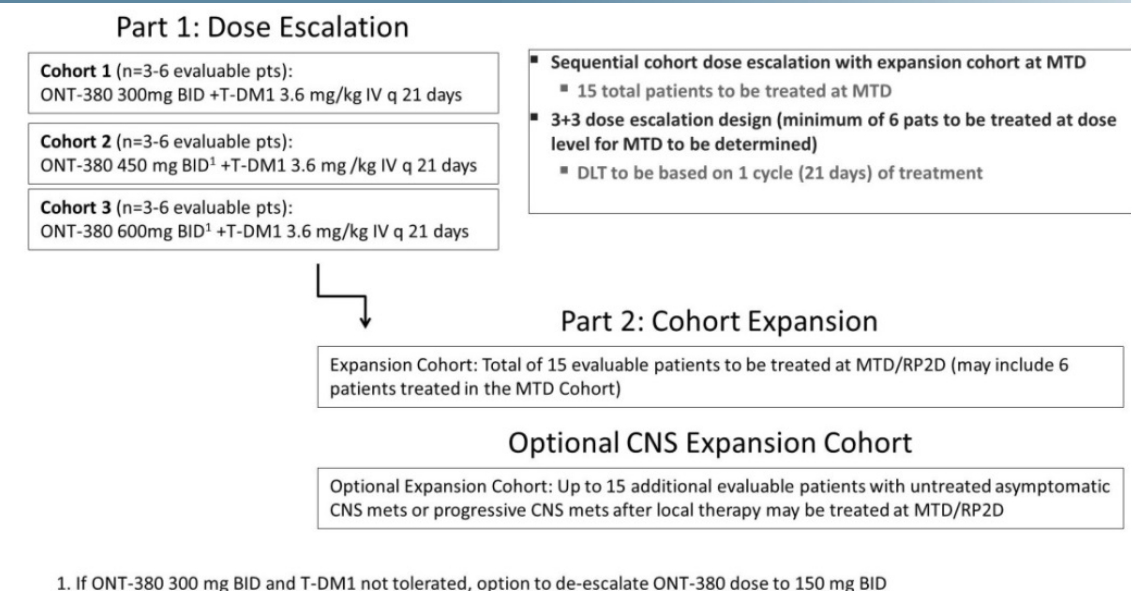 Part 1: Dose Escalation
Cohort 1 (n=3-6 evaluable pts):
ONT-380 300mg BID +T-DM1 3.6 mg/kg IV q 21 days
Cohort 2 (n=3-6 evaluable pts):
ONT-380 450 mg BID¹ +T-DM1 3.6 mg /kg IV q 21 days
Cohort 3 (n=3-6 evaluable pts):
ONT-380 600mg BID¹ +T-DM1 3.6 mg/kg IV q 21 days
▪ Sequential cohort dose escalation with expansion cohort at MTD
▪ 15 total patients to be treated at MTD
▪ 3+3 dose escalation design (minimum of 6 pats to be treated at dose
level for MTD to be determined)
▪ DLT to be based on 1 cycle (21 days) of treatment
Part 2: Cohort Expansion
Expansion Cohort: Total of 15 evaluable patients to be treated at MTD/RP2D (may include 6
patients treated in the MTD Cohort)
Optional CNS Expansion Cohort
Optional Expansion Cohort: Up to 15 additional evaluable patients with untreated asymptomatic
CNS mets or progressive CNS mets after local therapy may be treated at MTD/RP2D
1. If ONT-380 300 mg BID and T-DM1 not tolerated, option to de-escalate ONT-380 dose to 150 mg BID